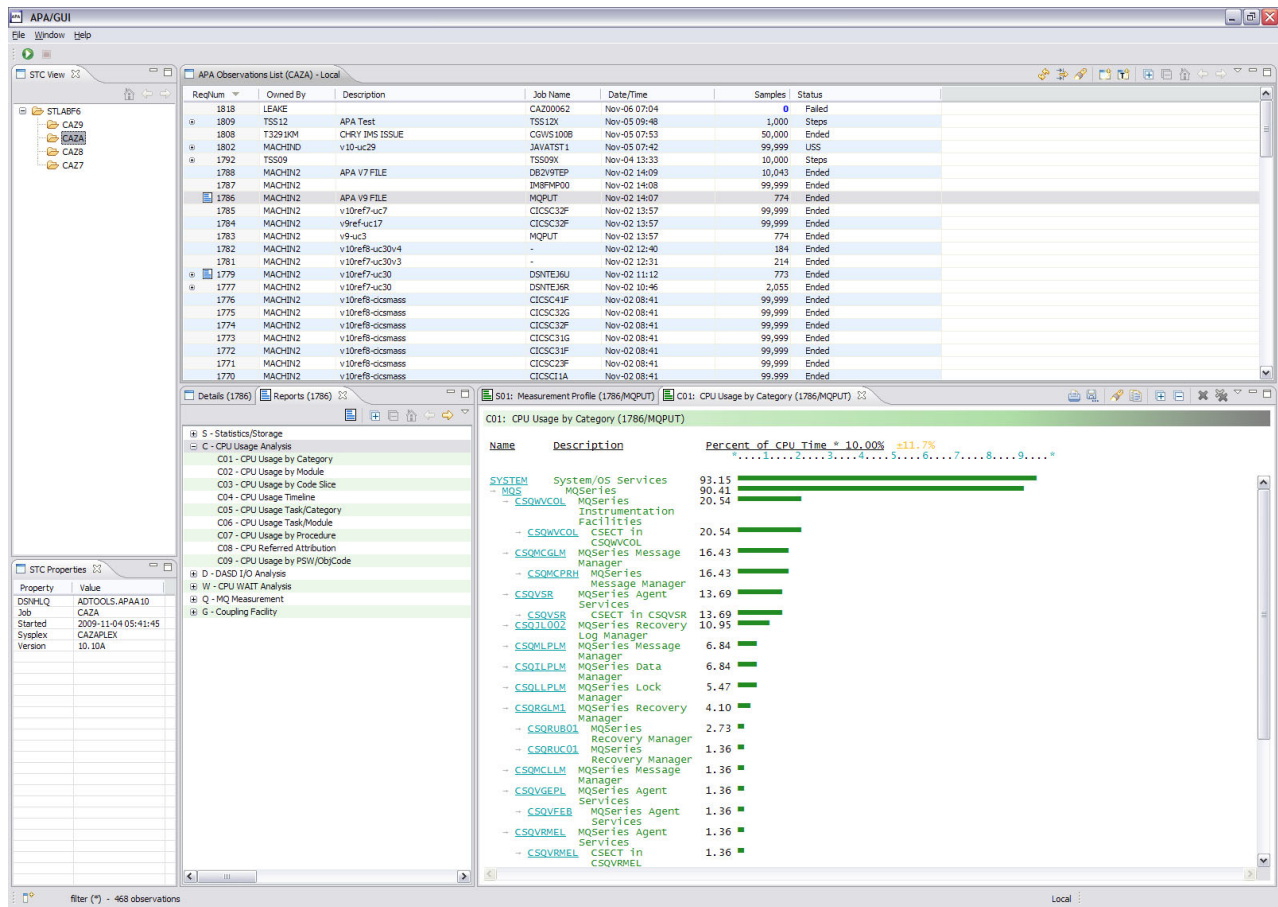 APA/GUI
File Window Help
STC View
STLABF6
CAZ9
CAZA
CAZ8
CAZ7
APA Observations List (CAZA) - Local
ReqNum Owned By Description Job Name Date/Time Samples Status
1818 LEAKE CAZ00062 Nov-06 07:04 0 Failed
1809 TSS12 APA Test TSS12X Nov-05 09:48 1,000 Steps
1808 T3291KM CHRY IMS ISSUE CGWS100B Nov-05 07:53 50,000 Ended
1802 MACHIND v10-uc29 JAVATST1 Nov-05 07:42 99,999 USS
1792 TSS09 TSS09X Nov-04 13:33 10,000 Steps
1788 MACHIN2 APA V7 FILE DB2V9TEP Nov-02 14:09 10,043 Ended
1787 MACHIN2 IM8FMP00 Nov-02 14:08 99,999 Ended
1786 MACHIN2 APA V9 FILE MQPUT Nov-02 14:07 774 Ended
1785 MACHIN2 v10ref7-uc7 CICSC32F Nov-02 13:57 99,999 Ended
1784 MACHIN2 v9ref-uc17 CICSC32F Nov-02 13:57 99,999 Ended
1783 MACHIN2 v9-uc3 MQPUT Nov-02 13:57 774 Ended
1782 MACHIN2 v10ref8-uc30v4 - Nov-02 12:40 184 Ended
1781 MACHIN2 v10ref7-uc30v3 - Nov-02 12:31 214 Ended
1779 MACHIN2 v10ref7-uc30 DSNTEJ6U Nov-02 11:12 773 Ended
1777 MACHIN2 v10ref7-uc30 DSNTEJ6R Nov-02 10:46 2,055 Ended
1776 MACHIN2 v10ref8-cicsmass CICSC41F Nov-02 08:41 99,999 Ended
1775 MACHIN2 v10ref8-cicsmass CICSC32G Nov-02 08:41 99,999 Ended
1774 MACHIN2 v10ref8-cicsmass CICSC32F Nov-02 08:41 99,999 Ended
1773 MACHIN2 v10ref8-cicsmass CICSC31G Nov-02 08:41 99,999 Ended
1772 MACHIN2 v10ref8-cicsmass CICSC31F Nov-02 08:41 99,999 Ended
1771 MACHIN2 v10ref8-cicsmass CICSC23F Nov-02 08:41 99,999 Ended
1770 MACHIN2 v10ref8-cicsmass CICSCI1A Nov-02 08:41 99,999 Ended
STC Properties
Property Value
DSNHLQ ADTOOLS.APAA10
Job CAZA
Started 2009-11-04 05:41:45
Sysplex CAZAPLEX
Version 10.10A
Details (1786) Reports (1786)
S - Statistics/Storage
C - CPU Usage Analysis
C01 - CPU Usage by Category
C02 - CPU Usage by Module
C03 - CPU Usage by Code Slice
C04 - CPU Usage Timeline
C05 - CPU Usage Task/Category
C06 - CPU Usage Task/Module
C07 - CPU Usage by Procedure
C08 - CPU Referred Attribution
C09 - CPU Usage by PSW/ObjCode
D - DASD I/O Analysis
W - CPU WAIT Analysis
Q - MQ Measurement
G - Coupling Facility
S01: Measurement Profile (1786/MQPUT) C01: CPU Usage by Category (1786/MQPUT)
C01: CPU Usage by Category (1786/MQPUT)
Name Description Percent of CPU Time * 10.00% ±11.7%
*....1....2....3....4....5....6....7....8....9....*
SYSTEM System/OS Services 93.15
→ MQS MQSeries 90.41
→ CSQWVCOL MQSeries 20.54
Instrumentation
Facilities
→ CSQWVCOL CSECT in 20.54
CSQWVCOL
→ CSQMCGLM MQSeries Message 16.43
Manager
→ CSQMCPRH MQSeries 16.43
Message Manager
→ CSQVSR MQSeries Agent 13.69
Services
→ CSQVSR CSECT in CSQVSR 13.69
→ CSQJL002 MQSeries Recovery 10.95
Log Manager
→ CSQMLPLM MQSeries Message 6.84
Manager
→ CSQILPLM MQSeries Data 6.84
Manager
→ CSQLLPLM MQSeries Lock 5.47
Manager
→ CSQRGLM1 MQSeries Recovery 4.10
Manager
→ CSQRUB01 MQSeries 2.73
Recovery Manager
→ CSQRUC01 MQSeries 1.36
Recovery Manager
→ CSQMCLLM MQSeries Message 1.36
Manager
→ CSQVGEPL MQSeries Agent 1.36
Services
→ CSQVFEB MQSeries Agent 1.36
Services
→ CSQVRMEL MQSeries Agent 1.36
Services
→ CSQVRMEL CSECT in 1.36
CSQVRMEL
filter (*) - 468 observations
Local